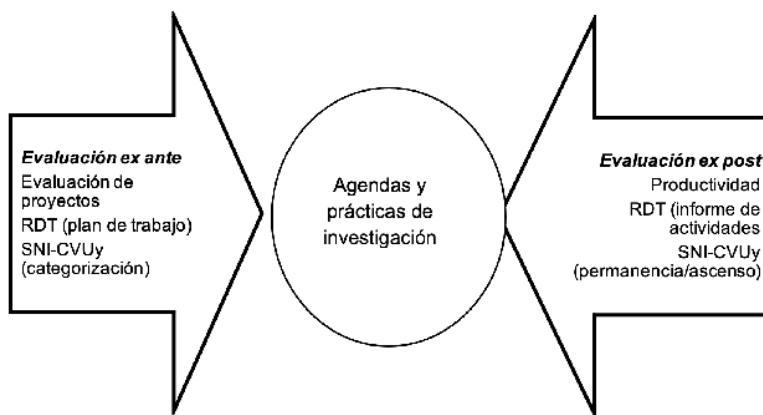 Evaluación ex ante
Evaluación de
proyectos
RDT (plan de trabajo)
SNI-CVUy
(categorización)
Agendas y
prácticas de
investigación
Evaluación ex post
Productividad
RDT (informe de
actividades
SNI-CVUy
(permanencia/ascenso)